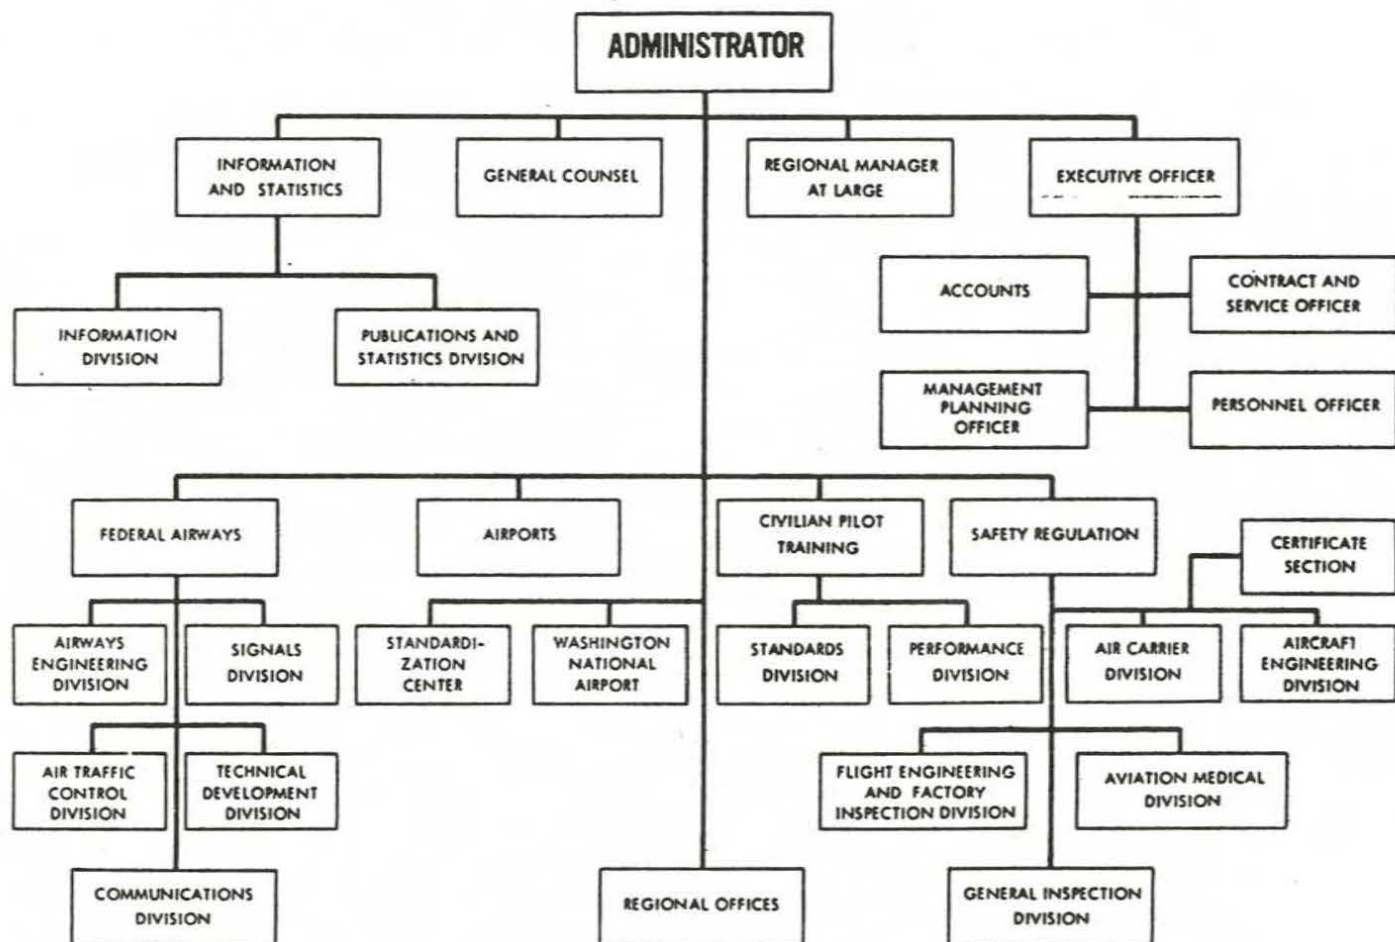 ADMINISTRATOR
INFORMATION
AND STATISTICS
GENERAL COUNSEL
REGIONAL MANAGER
AT LARGE
EXECUTIVE OFFICER
ACCOUNTS
CONTRACT AND
SERVICE OFFICER
INFORMATION
DIVISION
PUBLICATIONS AND
STATISTICS DIVISION
MANAGEMENT
PLANNING
OFFICER
PERSONNEL OFFICER
FEDERAL AIRWAYS
AIRPORTS
CIVILIAN PILOT
TRAINING
SAFETY REGULATION
CERTIFICATE
SECTION
AIRWAYS
ENGINEERING
DIVISION
SIGNALS
DIVISION
STANDARDI-
ZATION
CENTER
WASHINGTON
NATIONAL
AIRPORT
STANDARDS
DIVISION
PERFORMANCE
DIVISION
AIR CARRIER
DIVISION
AIRCRAFT
ENGINEERING
DIVISION
AIR TRAFFIC
CONTROL
DIVISION
TECHNICAL
DEVELOPMENT
DIVISION
FLIGHT ENGINEERING
AND FACTORY
INSPECTION DIVISION
AVIATION MEDICAL
DIVISION
COMMUNICATIONS
DIVISION
REGIONAL OFFICES
GENERAL INSPECTION
DIVISION